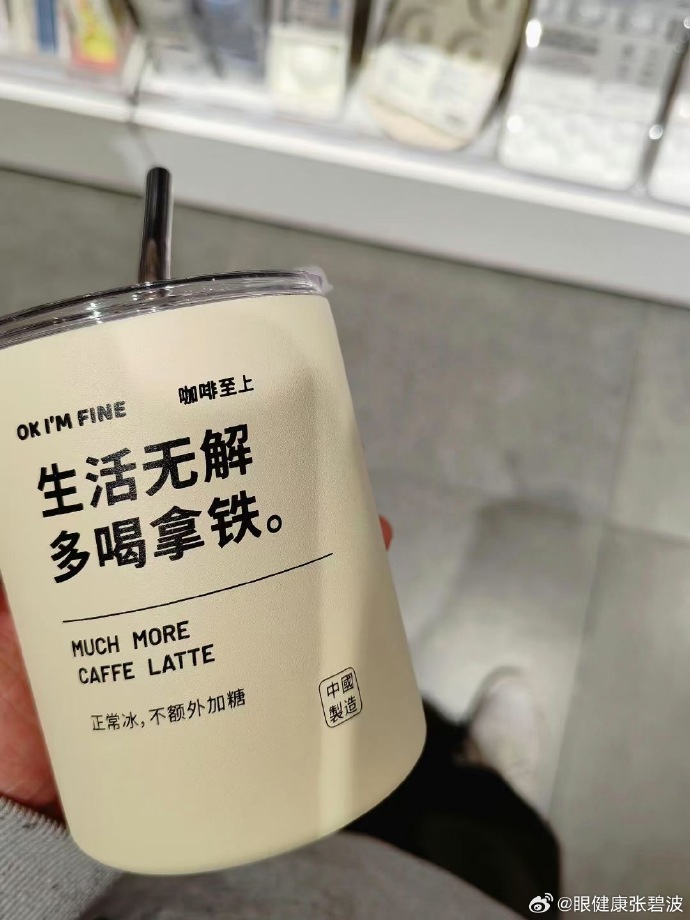 OK I'M FINE 咖啡至上
生活无解
多喝拿铁。
MUCH MORE
CAFFE LATTE
正常冰,不额外加糖
中國
製造
@眼健康张碧波